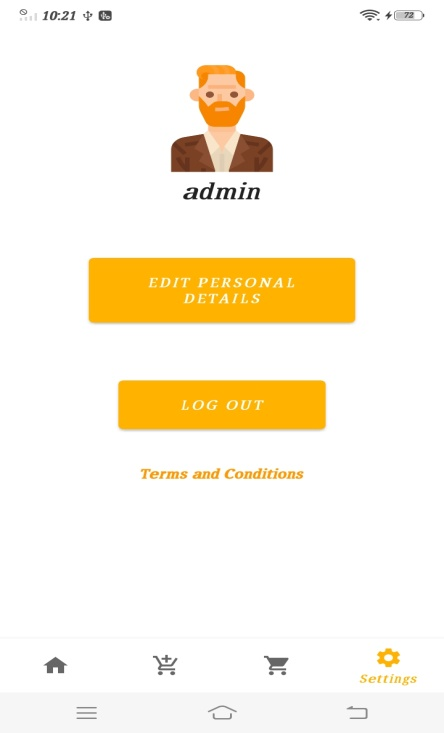 10:21
72
admin
EDIT PERSONAL
DETAILS
LOG OUT
Terms and Conditions
Settings